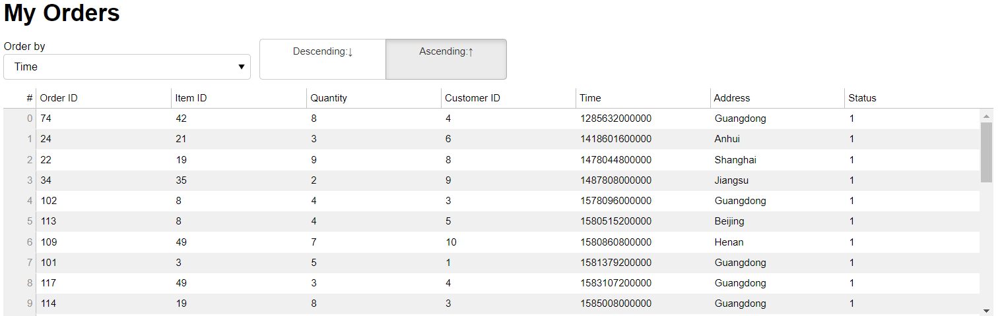 My Orders
Order by
Time ▼
Descending:↓ Ascending:↑
# Order ID Item ID Quantity Customer ID Time Address Status
0 74 42 8 4 1285632000000 Guangdong 1
1 24 21 3 6 1418601600000 Anhui 1
2 22 19 9 8 1478044800000 Shanghai 1
3 34 35 2 9 1487808000000 Jiangsu 1
4 102 8 4 3 1578096000000 Guangdong 1
5 113 8 4 5 1580515200000 Beijing 1
6 109 49 7 10 1580860800000 Henan 1
7 101 3 5 1 1581379200000 Guangdong 1
8 117 49 3 4 1583107200000 Guangdong 1
9 114 19 8 3 1585008000000 Guangdong 1